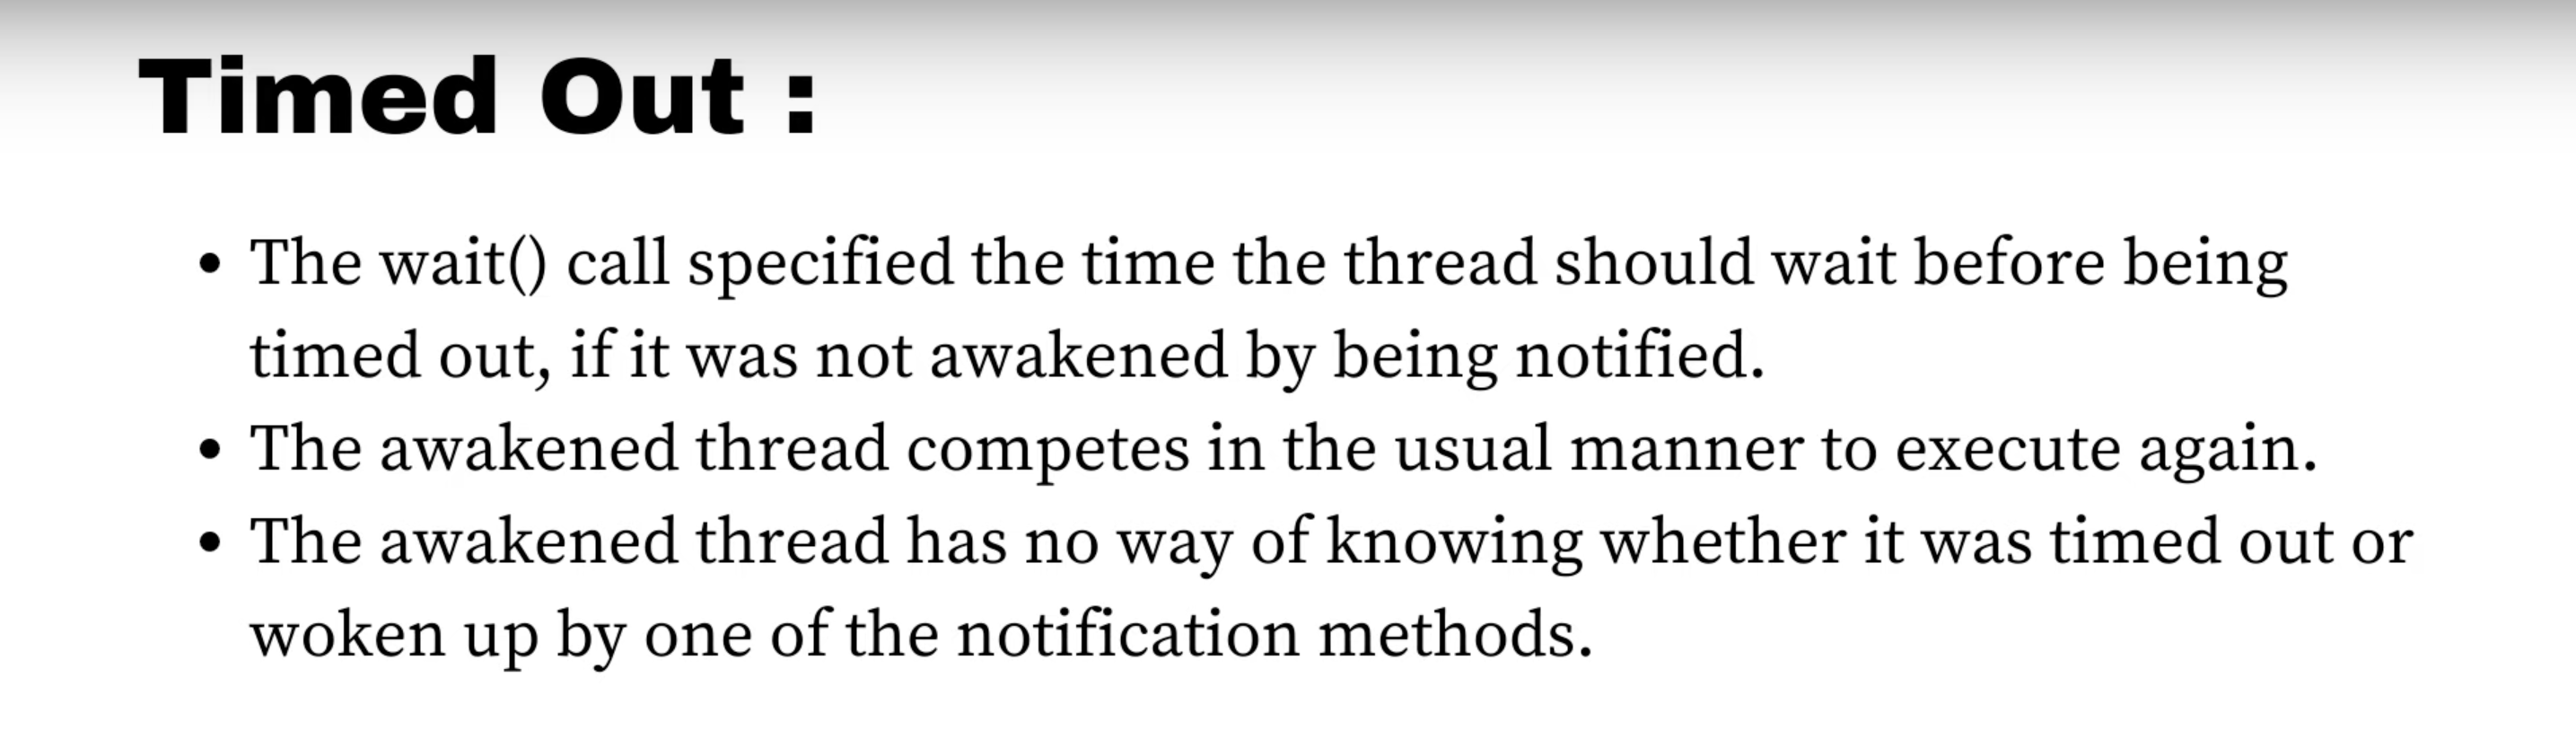 Timed Out :
• The wait() call specified the time the thread should wait before being
timed out, if it was not awakened by being notified.
• The awakened thread competes in the usual manner to execute again.
• The awakened thread has no way of knowing whether it was timed out or
woken up by one of the notification methods.